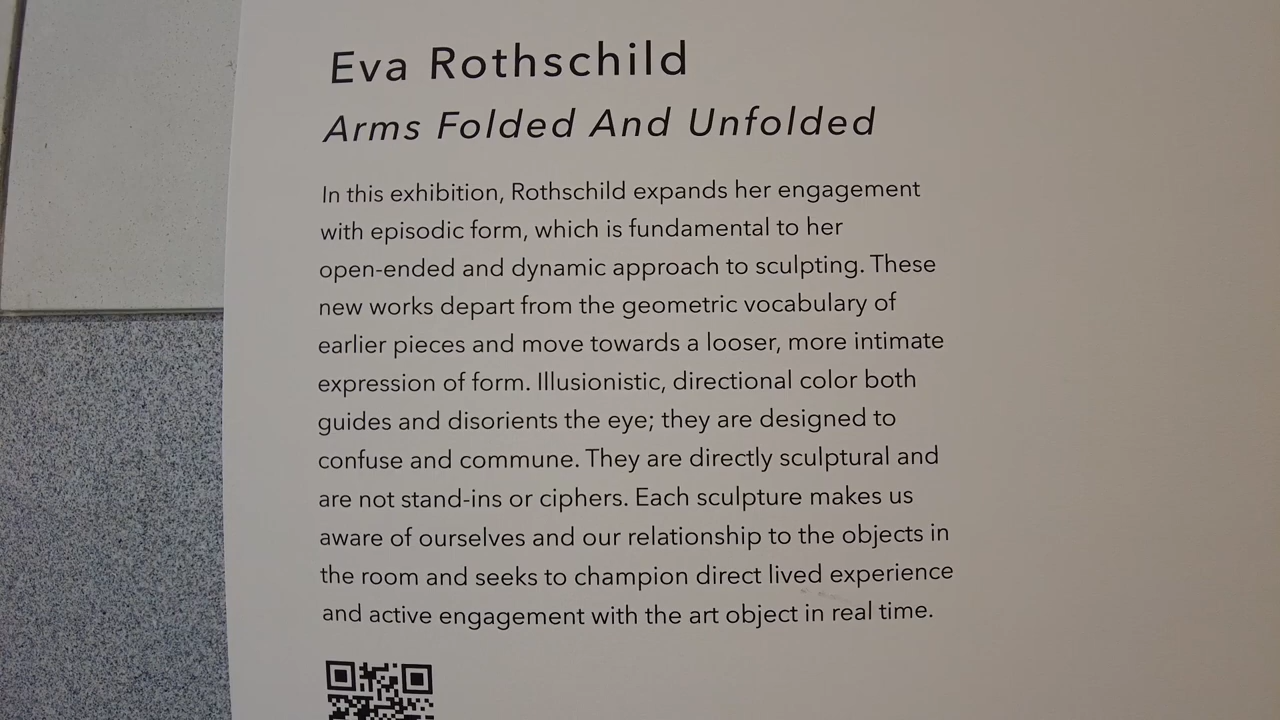 Eva Rothschild
Arms Folded And Unfolded
In this exhibition, Rothschild expands her engagement
with episodic form, which is fundamental to her
open-ended and dynamic approach to sculpting. These
new works depart from the geometric vocabulary of
earlier pieces and move towards a looser, more intimate
expression of form. Illusionistic, directional color both
guides and disorients the eye; they are designed to
confuse and commune. They are directly sculptural and
are not stand-ins or ciphers. Each sculpture makes us
aware of ourselves and our relationship to the objects in
the room and seeks to champion direct lived experience
and active engagement with the art object in real time.